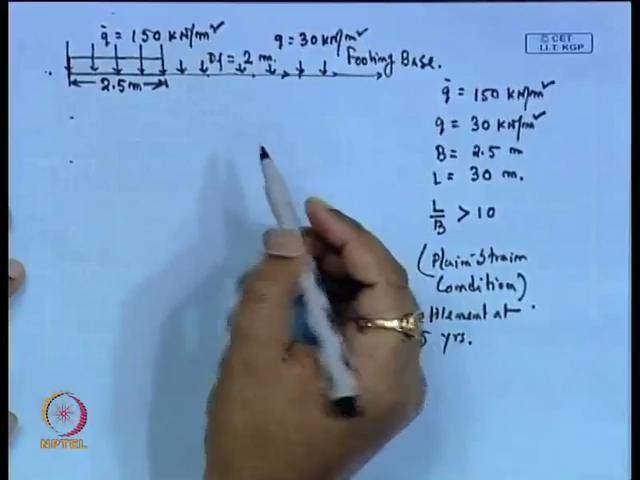 q̄ = 150 KN/m² q = 30 KN/m²
Df = 2 m. Footing Base.
2.5 m
© CET
I.I.T. KGP
q̄ = 150 KN/m²
q = 30 KN/m²
B = 2.5 m
L = 30 m.
L/B > 10
(Plain-Strain
Condition)
ttlement at
5 yrs.
NPTEL